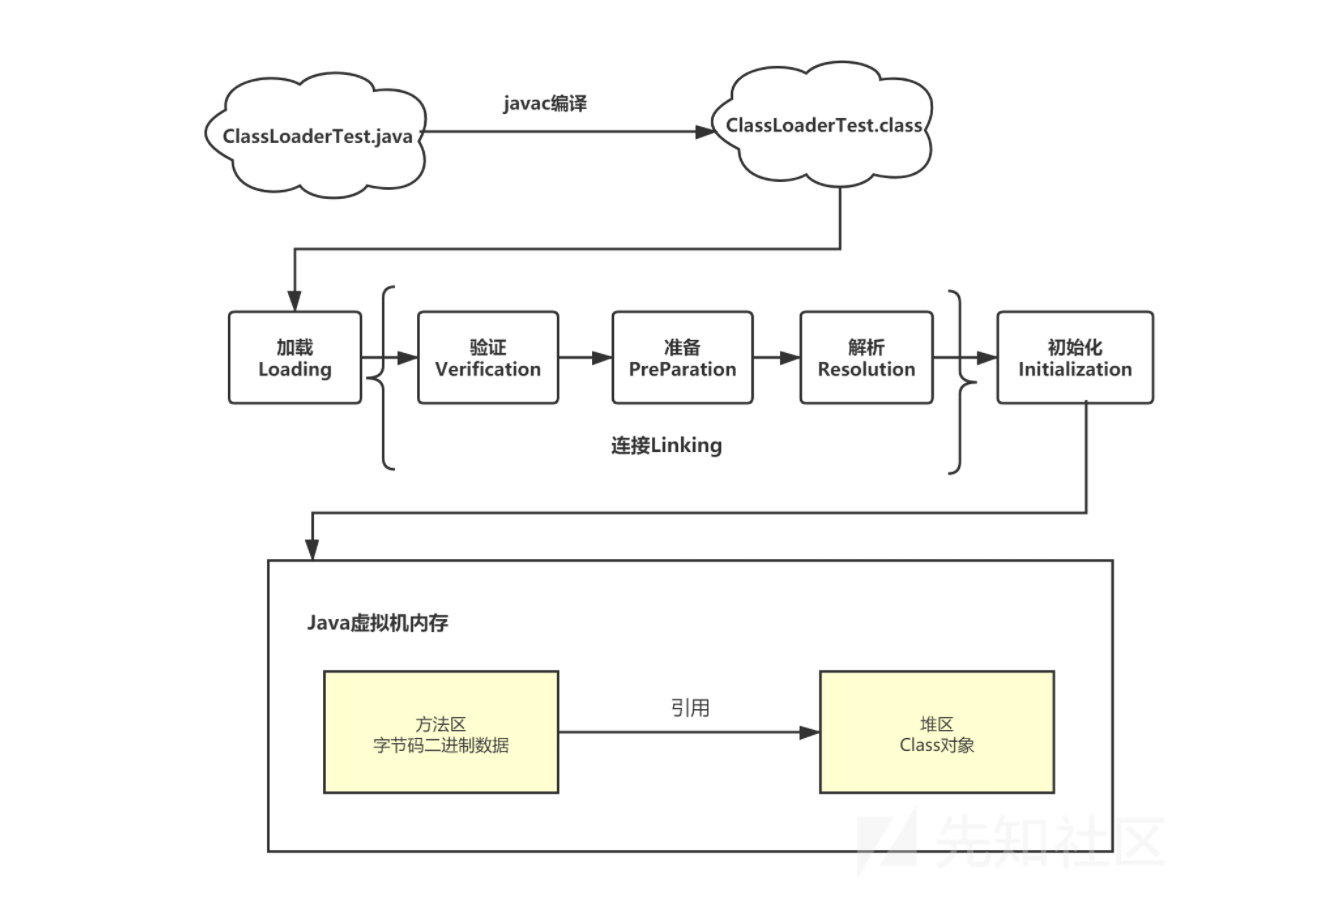 javac编译
ClassLoaderTest.java
ClassLoaderTest.class
加载
Loading
验证
Verification
准备
PreParation
解析
Resolution
初始化
Initialization
连接Linking
Java虚拟机内存
方法区
字节码二进制数据
引用
堆区
Class对象
先知社区